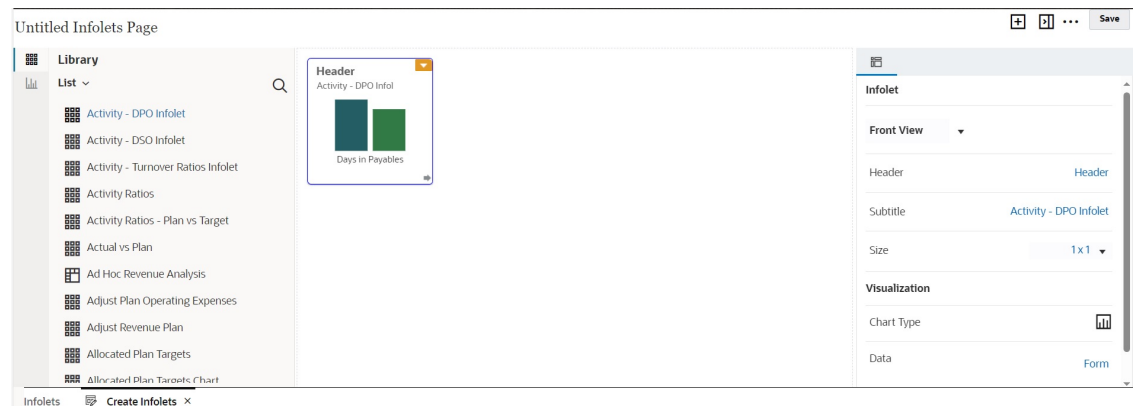 Untitled Infolets Page
Save
Library
List
Activity - DPO Infolet
Activity - DSO Infolet
Activity - Turnover Ratios Infolet
Activity Ratios
Activity Ratios - Plan vs Target
Actual vs Plan
Ad Hoc Revenue Analysis
Adjust Plan Operating Expenses
Adjust Revenue Plan
Allocated Plan Targets
Allocated Plan Targets Chart
Header
Activity - DPO Infol
Days in Payables
Infolet
Front View
Header Header
Subtitle Activity - DPO Infolet
Size 1 x 1
Visualization
Chart Type
Data Form
Infolets Create Infolets ×